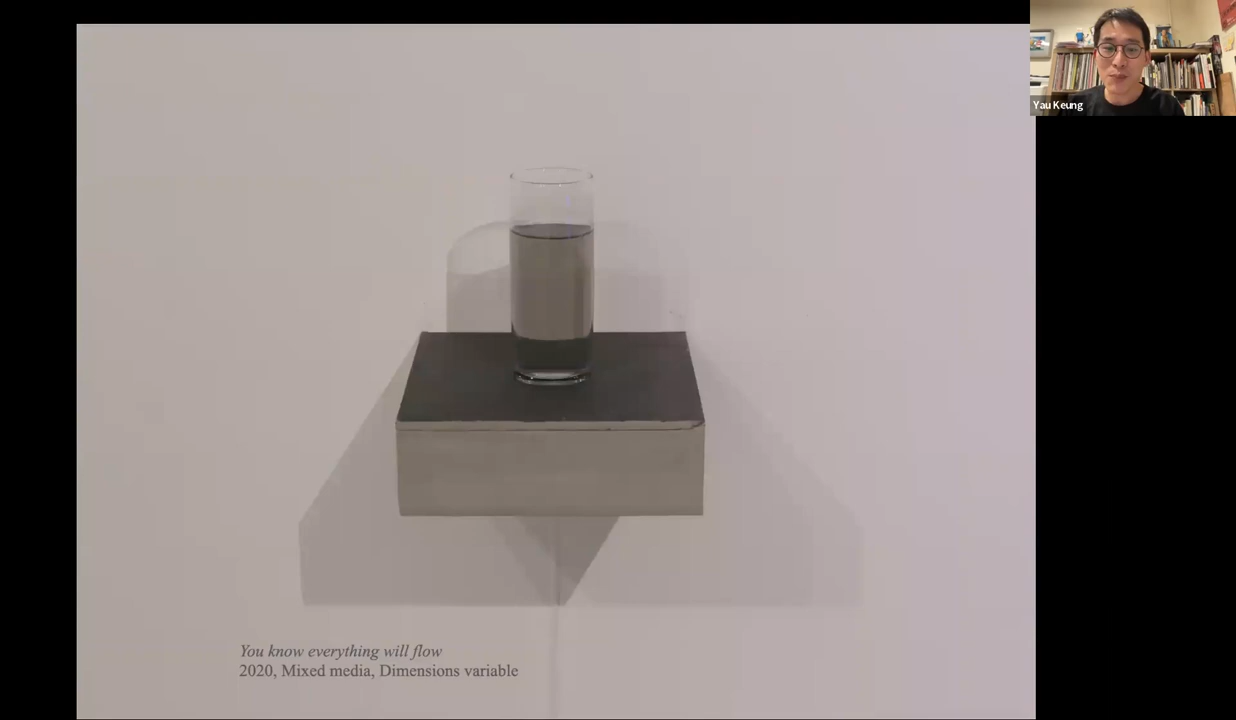 Yau Keung
You know everything will flow
2020, Mixed media, Dimensions variable